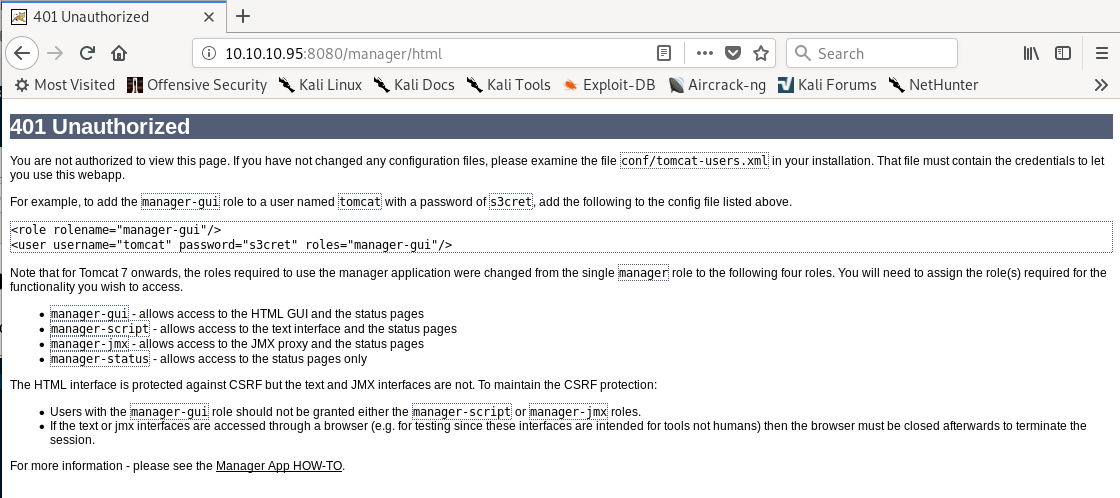 401 Unauthorized
10.10.10.95:8080/manager/html
Search
Most Visited Offensive Security Kali Linux Kali Docs Kali Tools Exploit-DB Aircrack-ng Kali Forums NetHunter
401 Unauthorized
You are not authorized to view this page. If you have not changed any configuration files, please examine the file conf/tomcat-users.xml in your installation. That file must contain the credentials to let
you use this webapp.
For example, to add the manager-gui role to a user named tomcat with a password of s3cret, add the following to the config file listed above.
<role rolename="manager-gui"/>
<user username="tomcat" password="s3cret" roles="manager-gui"/>
Note that for Tomcat 7 onwards, the roles required to use the manager application were changed from the single manager role to the following four roles. You will need to assign the role(s) required for the
functionality you wish to access.
• manager-gui - allows access to the HTML GUI and the status pages
• manager-script - allows access to the text interface and the status pages
• manager-jmx - allows access to the JMX proxy and the status pages
• manager-status - allows access to the status pages only
The HTML interface is protected against CSRF but the text and JMX interfaces are not. To maintain the CSRF protection:
• Users with the manager-gui role should not be granted either the manager-script or manager-jmx roles.
• If the text or jmx interfaces are accessed through a browser (e.g. for testing since these interfaces are intended for tools not humans) then the browser must be closed afterwards to terminate the
session.
For more information - please see the Manager App HOW-TO.